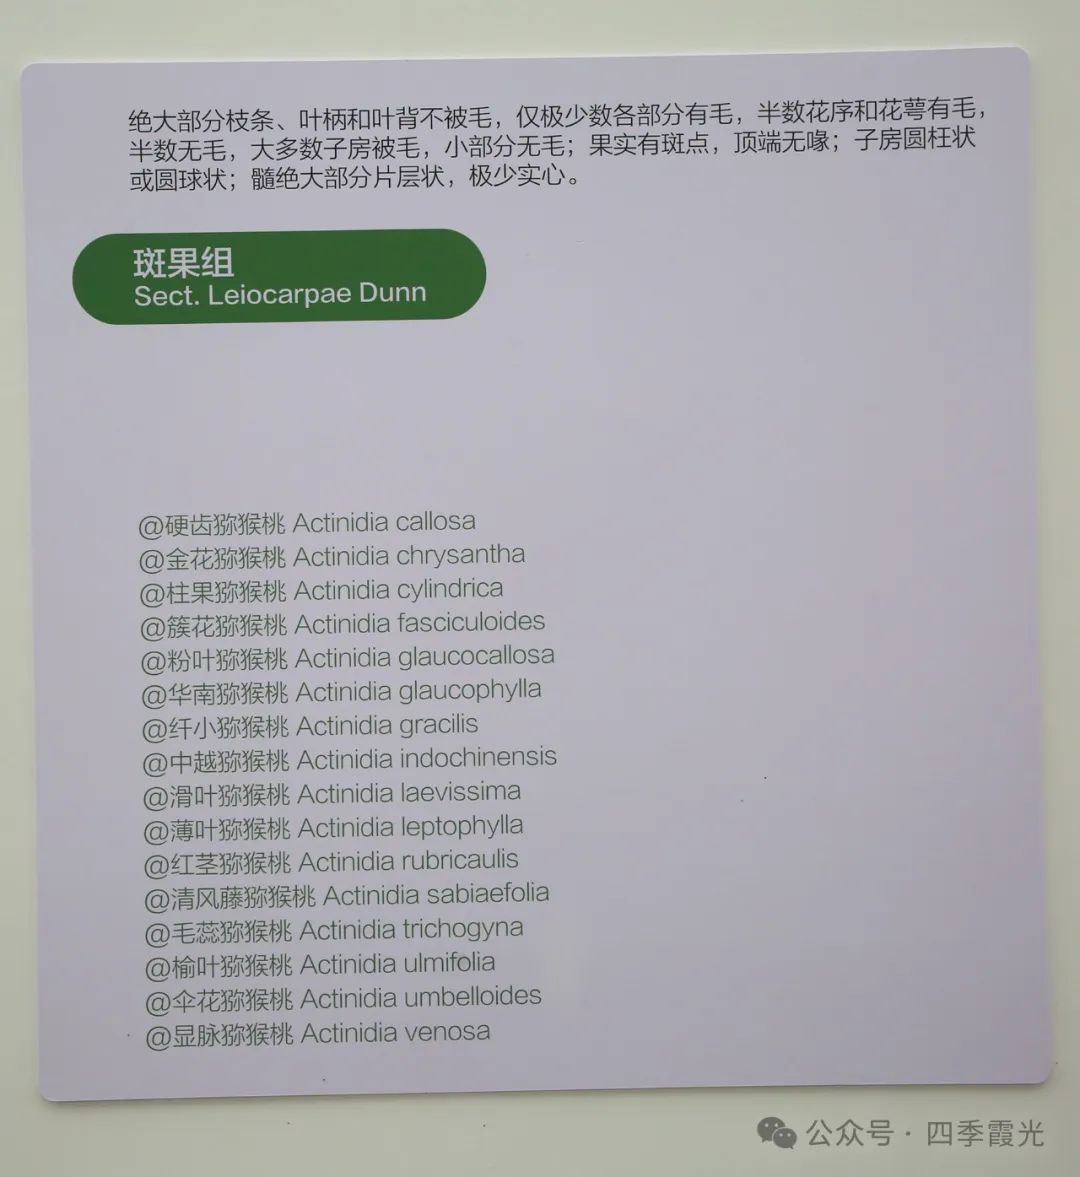 绝大部分枝条、叶柄和叶背不被毛，仅极少数各部分有毛，半数花序和花萼有毛，
半数无毛，大多数子房被毛，小部分无毛；果实有斑点，顶端无喙；子房圆柱状
或圆球状；髓绝大部分片层状，极少实心。
斑果组
Sect. Leiocarpae Dunn
@硬齿猕猴桃 Actinidia callosa
@金花猕猴桃 Actinidia chrysantha
@柱果猕猴桃 Actinidia cylindrica
@簇花猕猴桃 Actinidia fasciculoides
@粉叶猕猴桃 Actinidia glaucocallosa
@华南猕猴桃 Actinidia glaucophylla
@纤小猕猴桃 Actinidia gracilis
@中越猕猴桃 Actinidia indochinensis
@滑叶猕猴桃 Actinidia laevissima
@薄叶猕猴桃 Actinidia leptophylla
@红茎猕猴桃 Actinidia rubricaulis
@清风藤猕猴桃 Actinidia sabiaefolia
@毛蕊猕猴桃 Actinidia trichogyna
@榆叶猕猴桃 Actinidia ulmifolia
@伞花猕猴桃 Actinidia umbelloides
@显脉猕猴桃 Actinidia venosa
公众号 · 四季霞光